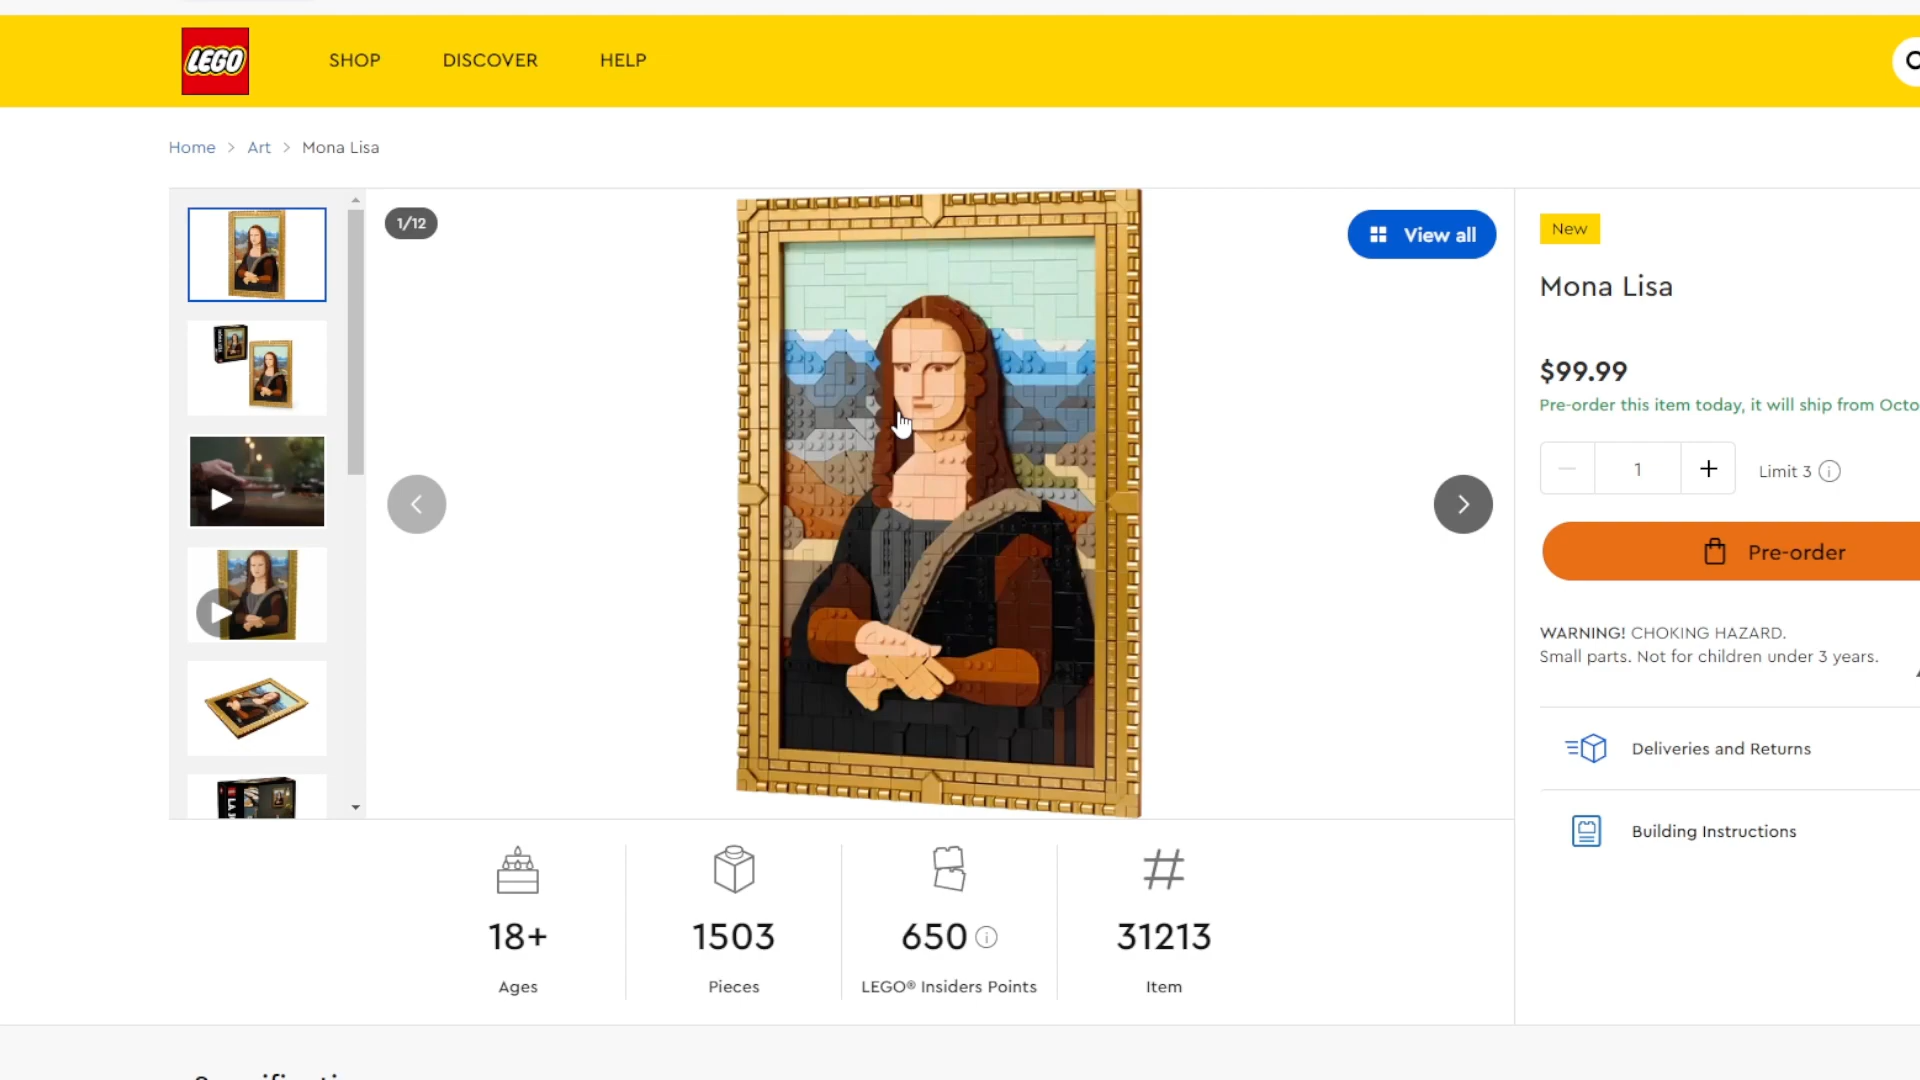 LEGO
SHOP
DISCOVER
HELP
Home
Art
Mona Lisa
1/12
View all
New
Mona Lisa
$99.99
Pre-order this item today, it will ship from Octo
1
Limit 3
Pre-order
WARNING! CHOKING HAZARD.
Small parts. Not for children under 3 years.
Deliveries and Returns
Building Instructions
18+
Ages
1503
Pieces
650
LEGO® Insiders Points
#
31213
Item